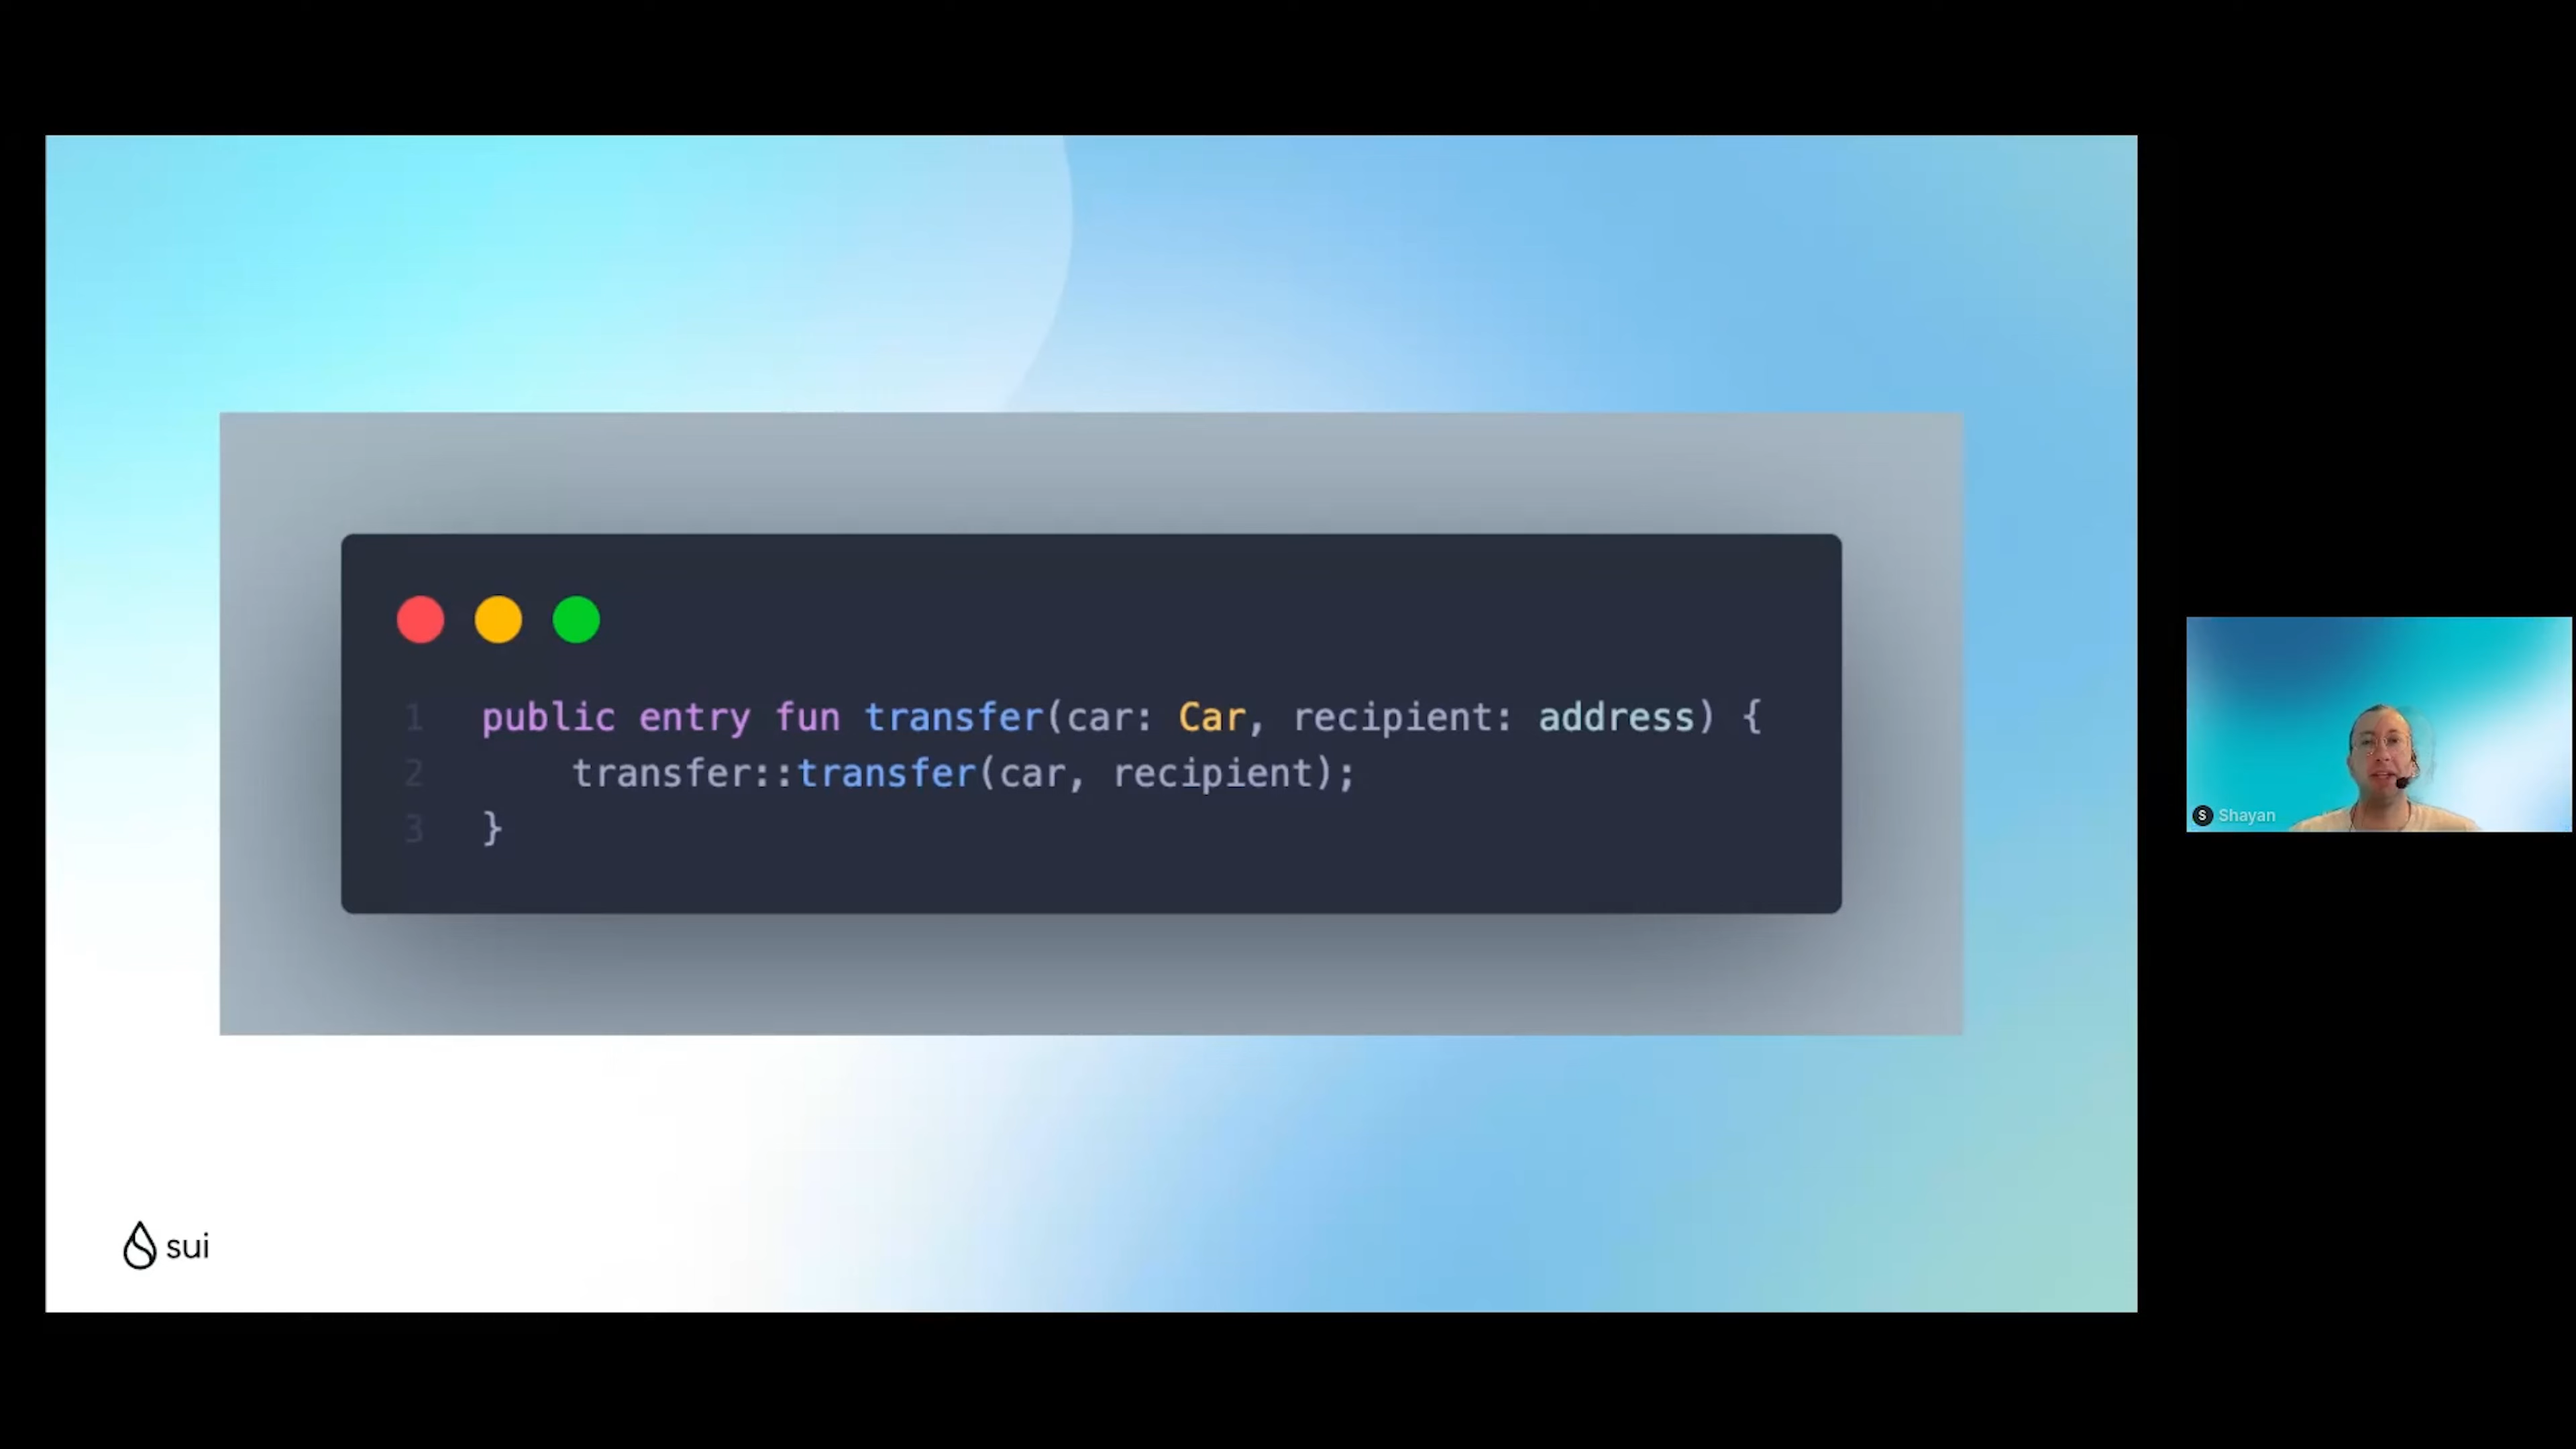 1 public entry fun transfer(car: Car, recipient: address) {
2 transfer::transfer(car, recipient);
3 }
S Shayan
sui